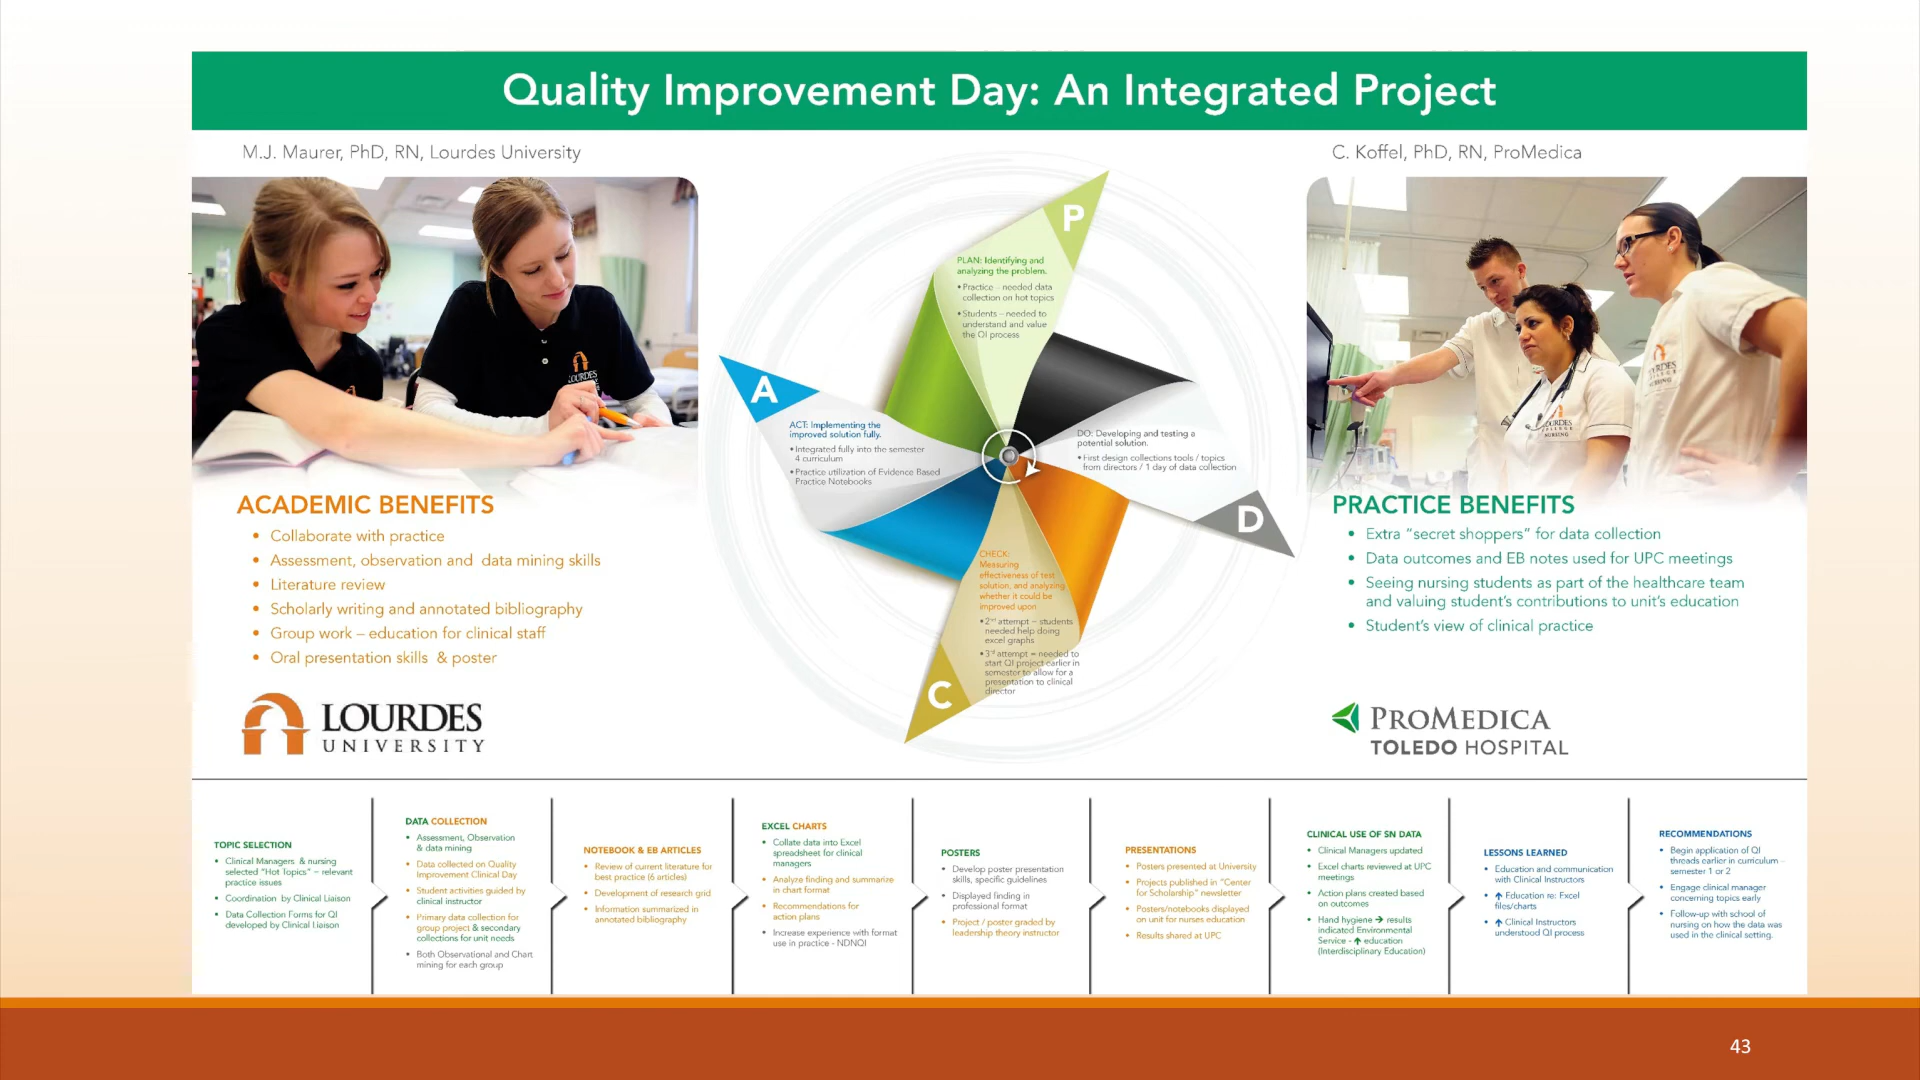 Quality Improvement Day: An Integrated Project
M.J. Maurer, PhD, RN, Lourdes University
C. Koffel, PhD, RN, ProMedica
P
PLAN: Identifying and
analyzing the problem.
• Practice – needed data
collection on hot topics
• Students – needed to
understand and value
the QI process
A
ACT: Implementing the
improved solution fully.
• Integrated fully into the semester
4 curriculum
• Practice utilization of Evidence Based
Practice Notebooks
DO: Developing and testing a
potential solution.
• First design collections tools / topics
from directors / 1 day of data collection
D
CHECK:
Measuring
effectiveness of test
solution, and analyzing
whether it could be
improved upon
• 2nd attempt – students
needed help doing
excel graphs
• 3rd attempt = needed to
start QI project earlier in
semester to allow for a
presentation to clinical
director
C
LOURDES
LOURDES
COLLEGE
NURSING
ACADEMIC BENEFITS
• Collaborate with practice
• Assessment, observation and data mining skills
• Literature review
• Scholarly writing and annotated bibliography
• Group work – education for clinical staff
• Oral presentation skills & poster
LOURDES
UNIVERSITY
PRACTICE BENEFITS
• Extra “secret shoppers” for data collection
• Data outcomes and EB notes used for UPC meetings
• Seeing nursing students as part of the healthcare team
and valuing student’s contributions to unit’s education
• Student’s view of clinical practice
PROMEDICA
TOLEDO HOSPITAL
TOPIC SELECTION
• Clinical Managers & nursing
selected “Hot Topics” – relevant
practice issues
• Coordination by Clinical Liaison
• Data Collection Forms for QI
developed by Clinical Liaison
DATA COLLECTION
• Assessment, Observation
& data mining
• Data collected on Quality
Improvement Clinical Day
• Student activities guided by
clinical instructor
• Primary data collection for
group project & secondary
collections for unit needs
• Both Observational and Chart
mining for each group
NOTEBOOK & EB ARTICLES
• Review of current literature for
best practice (6 articles)
• Development of research grid
• Information summarized in
annotated bibliography
EXCEL CHARTS
• Collate data into Excel
spreadsheet for clinical
managers
• Analyze finding and summarize
in chart format
• Recommendations for
action plans
• Increase experience with format
use in practice - NDNQI
POSTERS
• Develop poster presentation
skills, specific guidelines
• Displayed finding in
professional format
• Project / poster graded by
leadership theory instructor
PRESENTATIONS
• Posters presented at University
• Projects published in “Center
for Scholarship” newsletter
• Posters/notebooks displayed
on unit for nurses education
• Results shared at UPC
CLINICAL USE OF SN DATA
• Clinical Managers updated
• Excel charts reviewed at UPC
meetings
• Action plans created based
on outcomes
• Hand hygiene → results
indicated Environmental
Service - ↑ education
(Interdisciplinary Education)
LESSONS LEARNED
• Education and communication
with Clinical Instructors
• ↑ Education re: Excel
files/charts
• ↑ Clinical Instructors
understood QI process
RECOMMENDATIONS
• Begin application of QI
threads earlier in curriculum –
semester 1 or 2
• Engage clinical manager
concerning topics early
• Follow-up with school of
nursing on how the data was
used in the clinical setting.
43